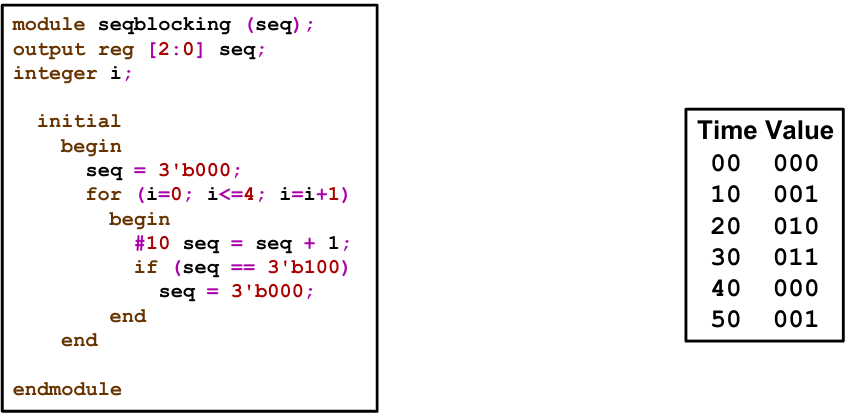 module seqblocking (seq);
output reg [2:0] seq;
integer i;
initial
begin
seq = 3'b000;
for (i=0; i<=4; i=i+1)
begin
#10 seq = seq + 1;
if (seq == 3'b100)
seq = 3'b000;
end
end
endmodule
Time Value
00 000
10 001
20 010
30 011
40 000
50 001